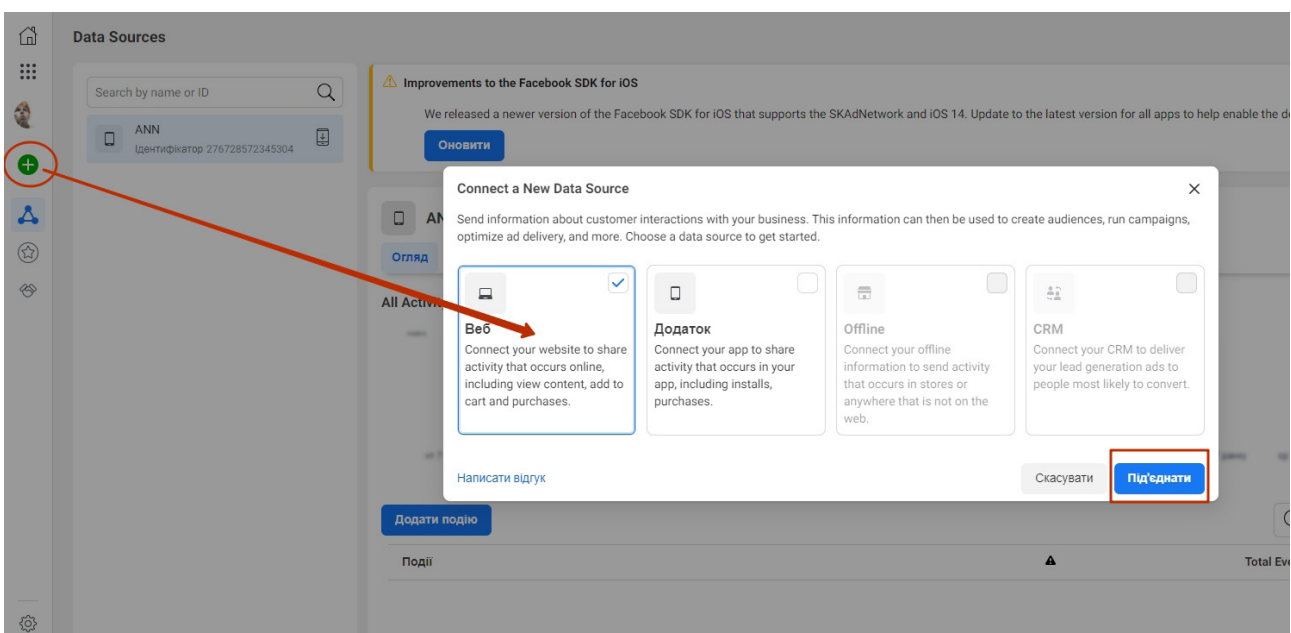 Data Sources
Search by name or ID
ANN
Ідентифікатор 276728572345304
Improvements to the Facebook SDK for iOS
We released a newer version of the Facebook SDK for iOS that supports the SKAdNetwork and iOS 14. Update to the latest version for all apps to help enable the
Оновити
Connect a New Data Source
Send information about customer interactions with your business. This information can then be used to create audiences, run campaigns,
optimize ad delivery, and more. Choose a data source to get started.
AN
Огляд
All Activi
Веб
Connect your website to share
activity that occurs online,
including view content, add to
cart and purchases.
Додаток
Connect your app to share
activity that occurs in your
app, including installs,
purchases.
Offline
Connect your offline
information to send activity
that occurs in stores or
anywhere that is not on the
web.
CRM
Connect your CRM to deliver
your lead generation ads to
people most likely to convert.
Написати відгук
Скасувати
Під'єднати
Додати подію
Події
Total Eve